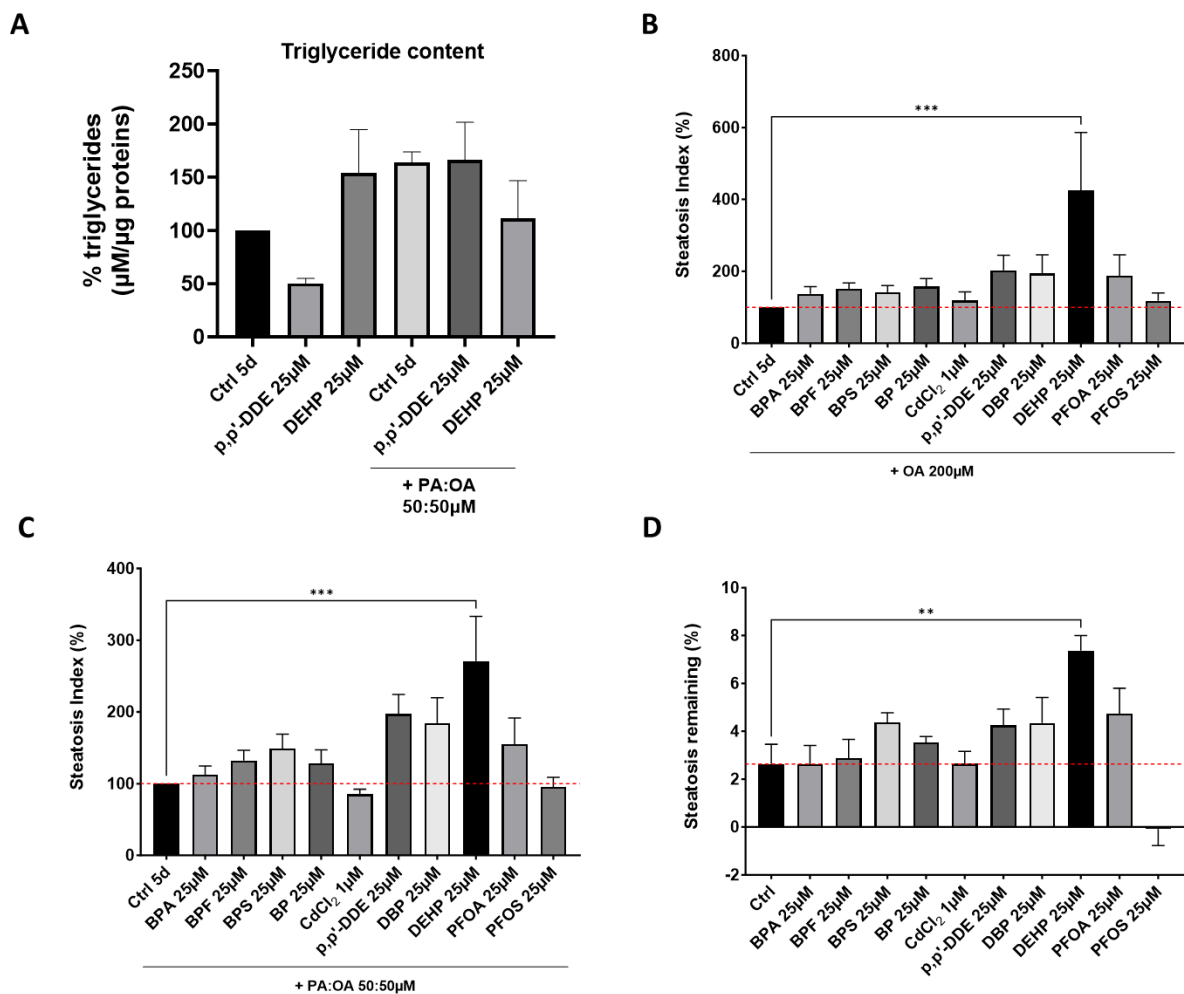 A
Triglyceride content
% triglycerides
(µM/µg proteins)
250
200
150
100
50
0
Ctrl 5d
p,p'-DDE 25µM
DEHP 25µM
Ctrl 5d
p,p'-DDE 25µM
DEHP 25µM
+ PA:OA
50:50µM
B
Steatosis Index (%)
800
600
400
200
0
***
Ctrl 5d
BPA 25µM
BPF 25µM
BPS 25µM
BP 25µM
CdCl₂ 1µM
p,p'-DDE 25µM
DBP 25µM
DEHP 25µM
PFOA 25µM
PFOS 25µM
+ OA 200µM
C
Steatosis Index (%)
400
300
200
100
0
***
Ctrl 5d
BPA 25µM
BPF 25µM
BPS 25µM
BP 25µM
CdCl₂ 1µM
p,p'-DDE 25µM
DBP 25µM
DEHP 25µM
PFOA 25µM
PFOS 25µM
+ PA:OA 50:50µM
D
Steatosis remaining (%)
10
8
6
4
2
0
-2
**
Ctrl
BPA 25µM
BPF 25µM
BPS 25µM
BP 25µM
CdCl₂ 1µM
p,p'-DDE 25µM
DBP 25µM
DEHP 25µM
PFOA 25µM
PFOS 25µM